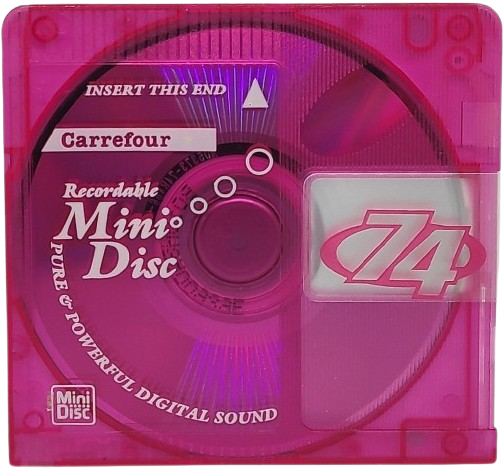 INSERT THIS END
Carrefour
Recordable
Mini
Disc
PURE & POWERFUL DIGITAL SOUND
74
Mini
Disc